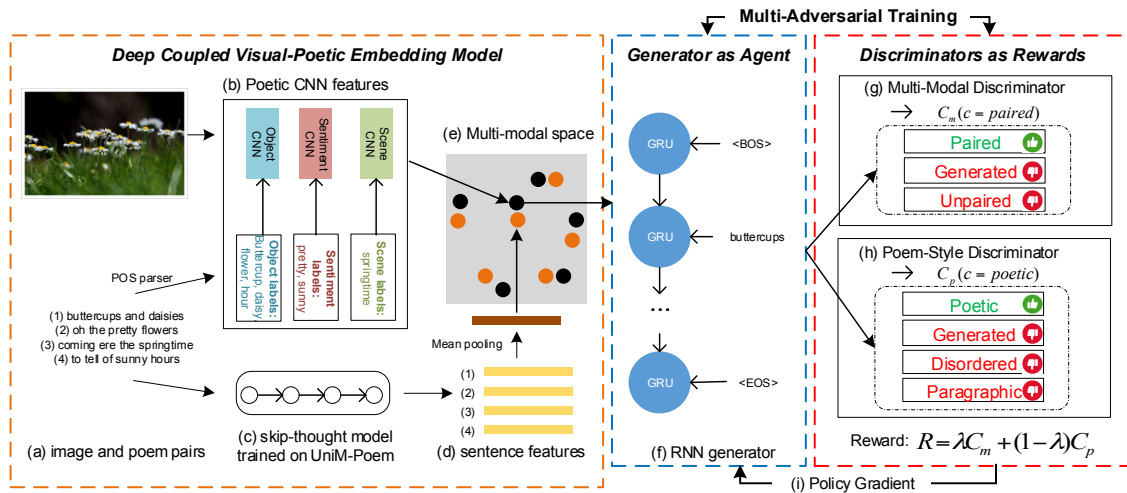 Multi-Adversarial Training
Deep Coupled Visual-Poetic Embedding Model
(b) Poetic CNN features
Object
CNN
Sentiment
CNN
Scene
CNN
Object labels:
Buttercup, daisy,
flower, hour
Sentiment
labels:
pretty, sunny
Scene labels:
springtime
POS parser
(1) buttercups and daisies
(2) oh the pretty flowers
(3) coming ere the springtime
(4) to tell of sunny hours
(a) image and poem pairs
(c) skip-thought model
trained on UniM-Poem
(e) Multi-modal space
Mean pooling
(1)
(2)
(3)
(4)
(d) sentence features
Generator as Agent
GRU
<BOS>
GRU
buttercups
...
GRU
<EOS>
(f) RNN generator
Discriminators as Rewards
(g) Multi-Modal Discriminator
C_m(c = paired)
Paired
Generated
Unpaired
(h) Poem-Style Discriminator
C_p(c = poetic)
Poetic
Generated
Disordered
Paragraphic
Reward: R = λC_m + (1 − λ)C_p
(i) Policy Gradient